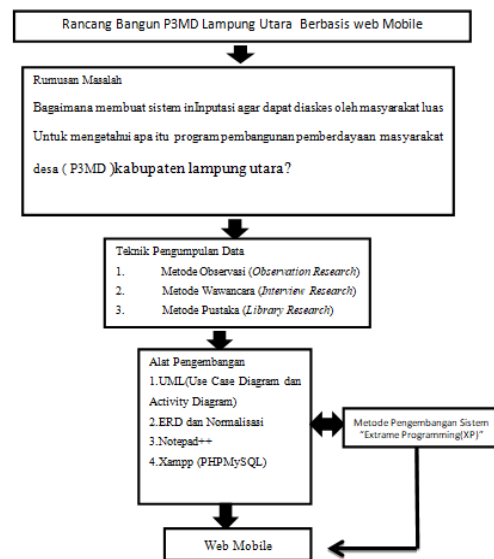 Rancang Bangun P3MD Lampung Utara Berbasis web Mobile
Rumusan Masalah
Bagaimana membuat sistem inInputasi agar dapat diaskes oleh masyarakat luas
Untuk mengetahui apa itu program pembangunan pemberdayaan masyarakat
desa ( P3MD )kabupaten lampung utara?
Teknik Pengumpulan Data
1. Metode Observasi (Observation Research)
2. Metode Wawancara (Interview Research)
3. Metode Pustaka (Library Research)
Alat Pengembangan
1.UML(Use Case Diagram dan
Activity Diagram)
2.ERD dan Normalisasi
3.Notepad++
4.Xampp (PHPMySQL)
Metode Pengembangan Sistem
"Extrame Programming(XP)"
Web Mobile